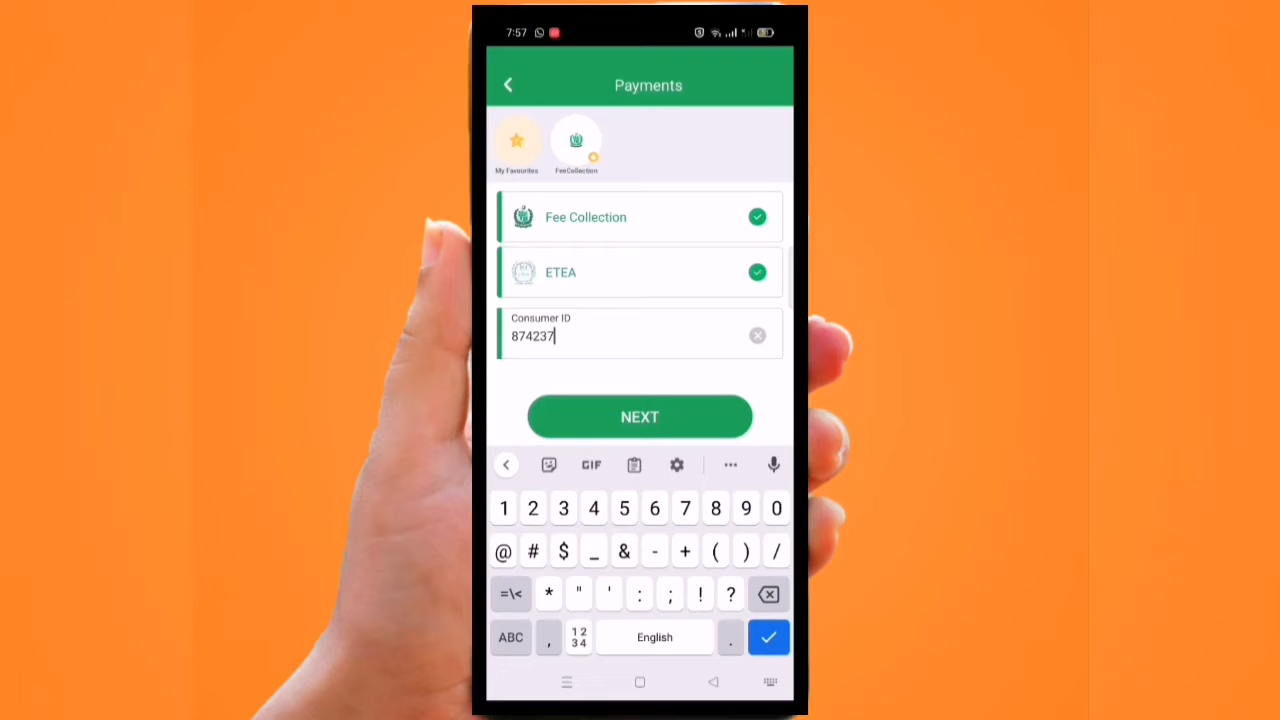 7:57
Payments
My Favourites
FeeCollection
Fee Collection
ETEA
Consumer ID
874237
NEXT
GIF
1 2 3 4 5 6 7 8 9 0
@ # $ _ & - + ( ) /
=\< * " ' : ; ! ?
ABC , 1 2 3 4 English .